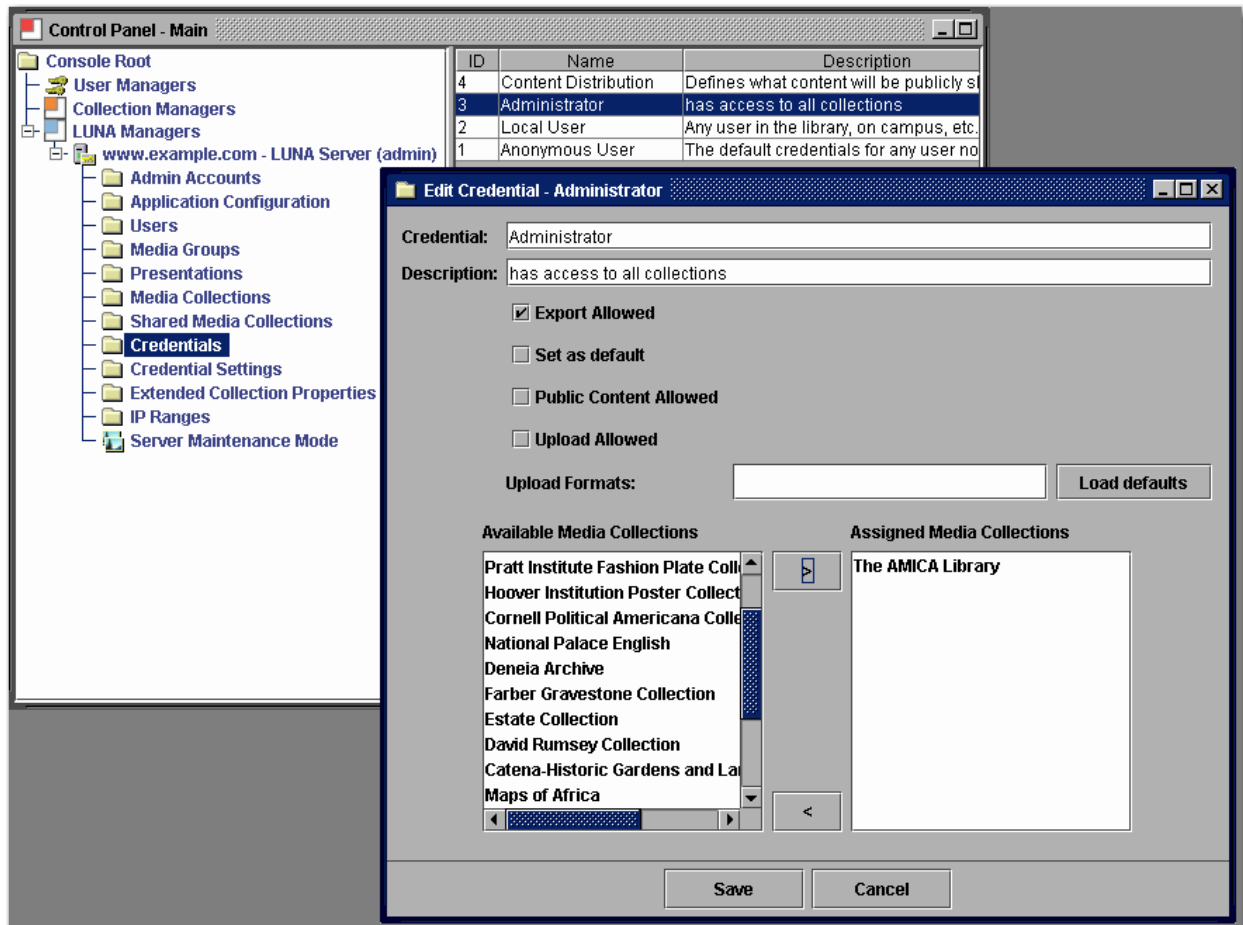 Control Panel - Main
Console Root
User Managers
Collection Managers
LUNA Managers
www.example.com - LUNA Server (admin)
Admin Accounts
Application Configuration
Users
Media Groups
Presentations
Media Collections
Shared Media Collections
Credentials
Credential Settings
Extended Collection Properties
IP Ranges
Server Maintenance Mode
ID Name Description
4 Content Distribution Defines what content will be publicly sl
3 Administrator has access to all collections
2 Local User Any user in the library, on campus, etc.
1 Anonymous User The default credentials for any user no
Edit Credential - Administrator
Credential: Administrator
Description: has access to all collections
Export Allowed
Set as default
Public Content Allowed
Upload Allowed
Upload Formats: Load defaults
Available Media Collections
Pratt Institute Fashion Plate Coll
Hoover Institution Poster Collect
Cornell Political Americana Colle
National Palace English
Deneia Archive
Farber Gravestone Collection
Estate Collection
David Rumsey Collection
Catena-Historic Gardens and Lar
Maps of Africa
>
<
Assigned Media Collections
The AMICA Library
Save Cancel